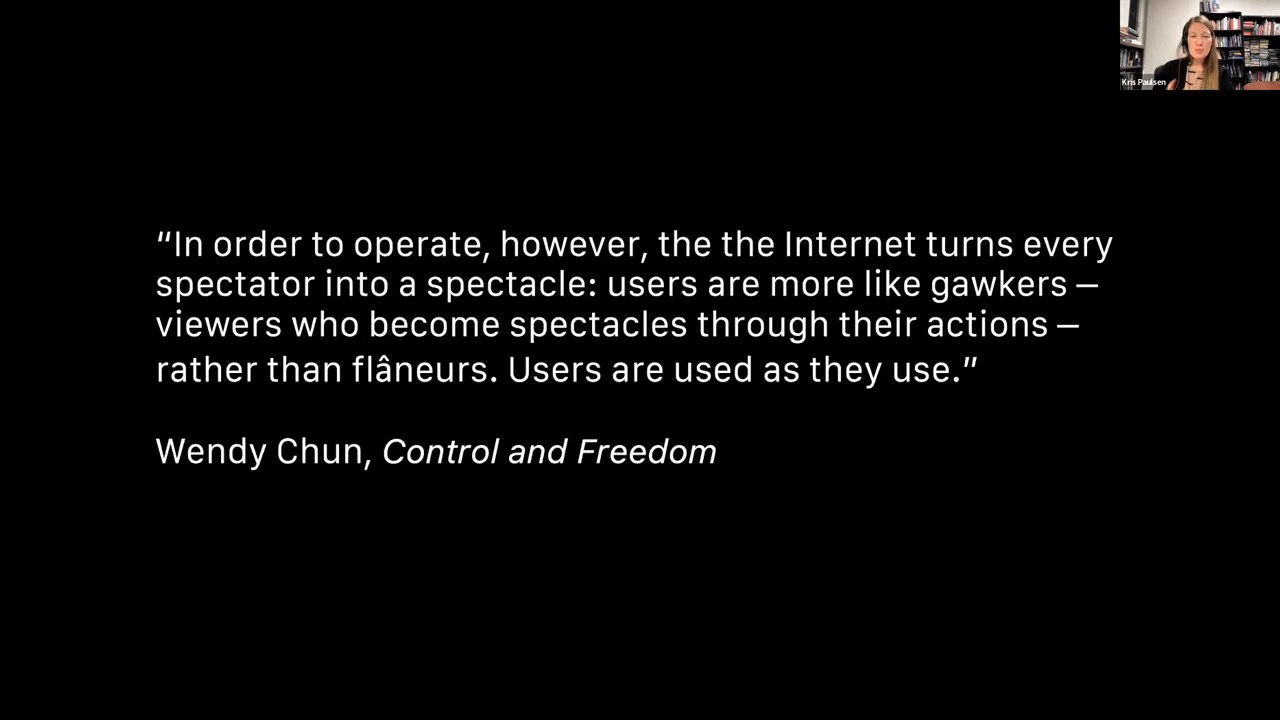 Kris Paulsen
“In order to operate, however, the the Internet turns every
spectator into a spectacle: users are more like gawkers —
viewers who become spectacles through their actions —
rather than flâneurs. Users are used as they use.”
Wendy Chun, Control and Freedom